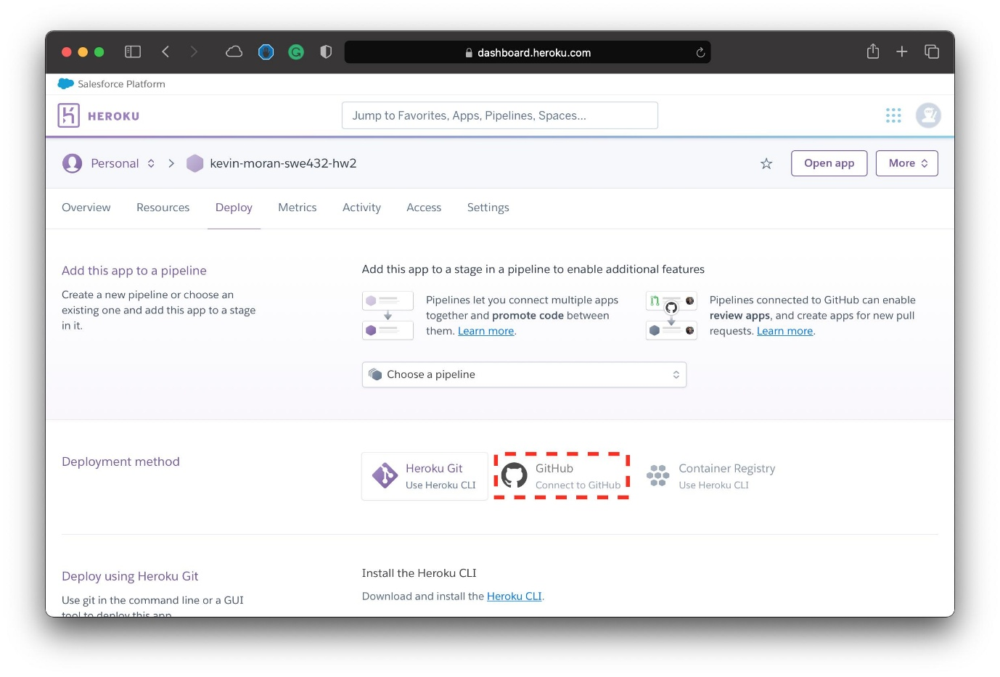 dashboard.heroku.com
Salesforce Platform
HEROKU
Jump to Favorites, Apps, Pipelines, Spaces...
Personal
kevin-moran-swe432-hw2
Open app
More
Overview
Resources
Deploy
Metrics
Activity
Access
Settings
Add this app to a pipeline
Create a new pipeline or choose an
existing one and add this app to a stage
in it.
Add this app to a stage in a pipeline to enable additional features
Pipelines let you connect multiple apps
together and promote code between
them. Learn more.
Pipelines connected to GitHub can enable
review apps, and create apps for new pull
requests. Learn more.
Choose a pipeline
Deployment method
Heroku Git
Use Heroku CLI
GitHub
Connect to GitHub
Container Registry
Use Heroku CLI
Deploy using Heroku Git
Use git in the command line or a GUI
tool to deploy this app
Install the Heroku CLI
Download and install the Heroku CLI.